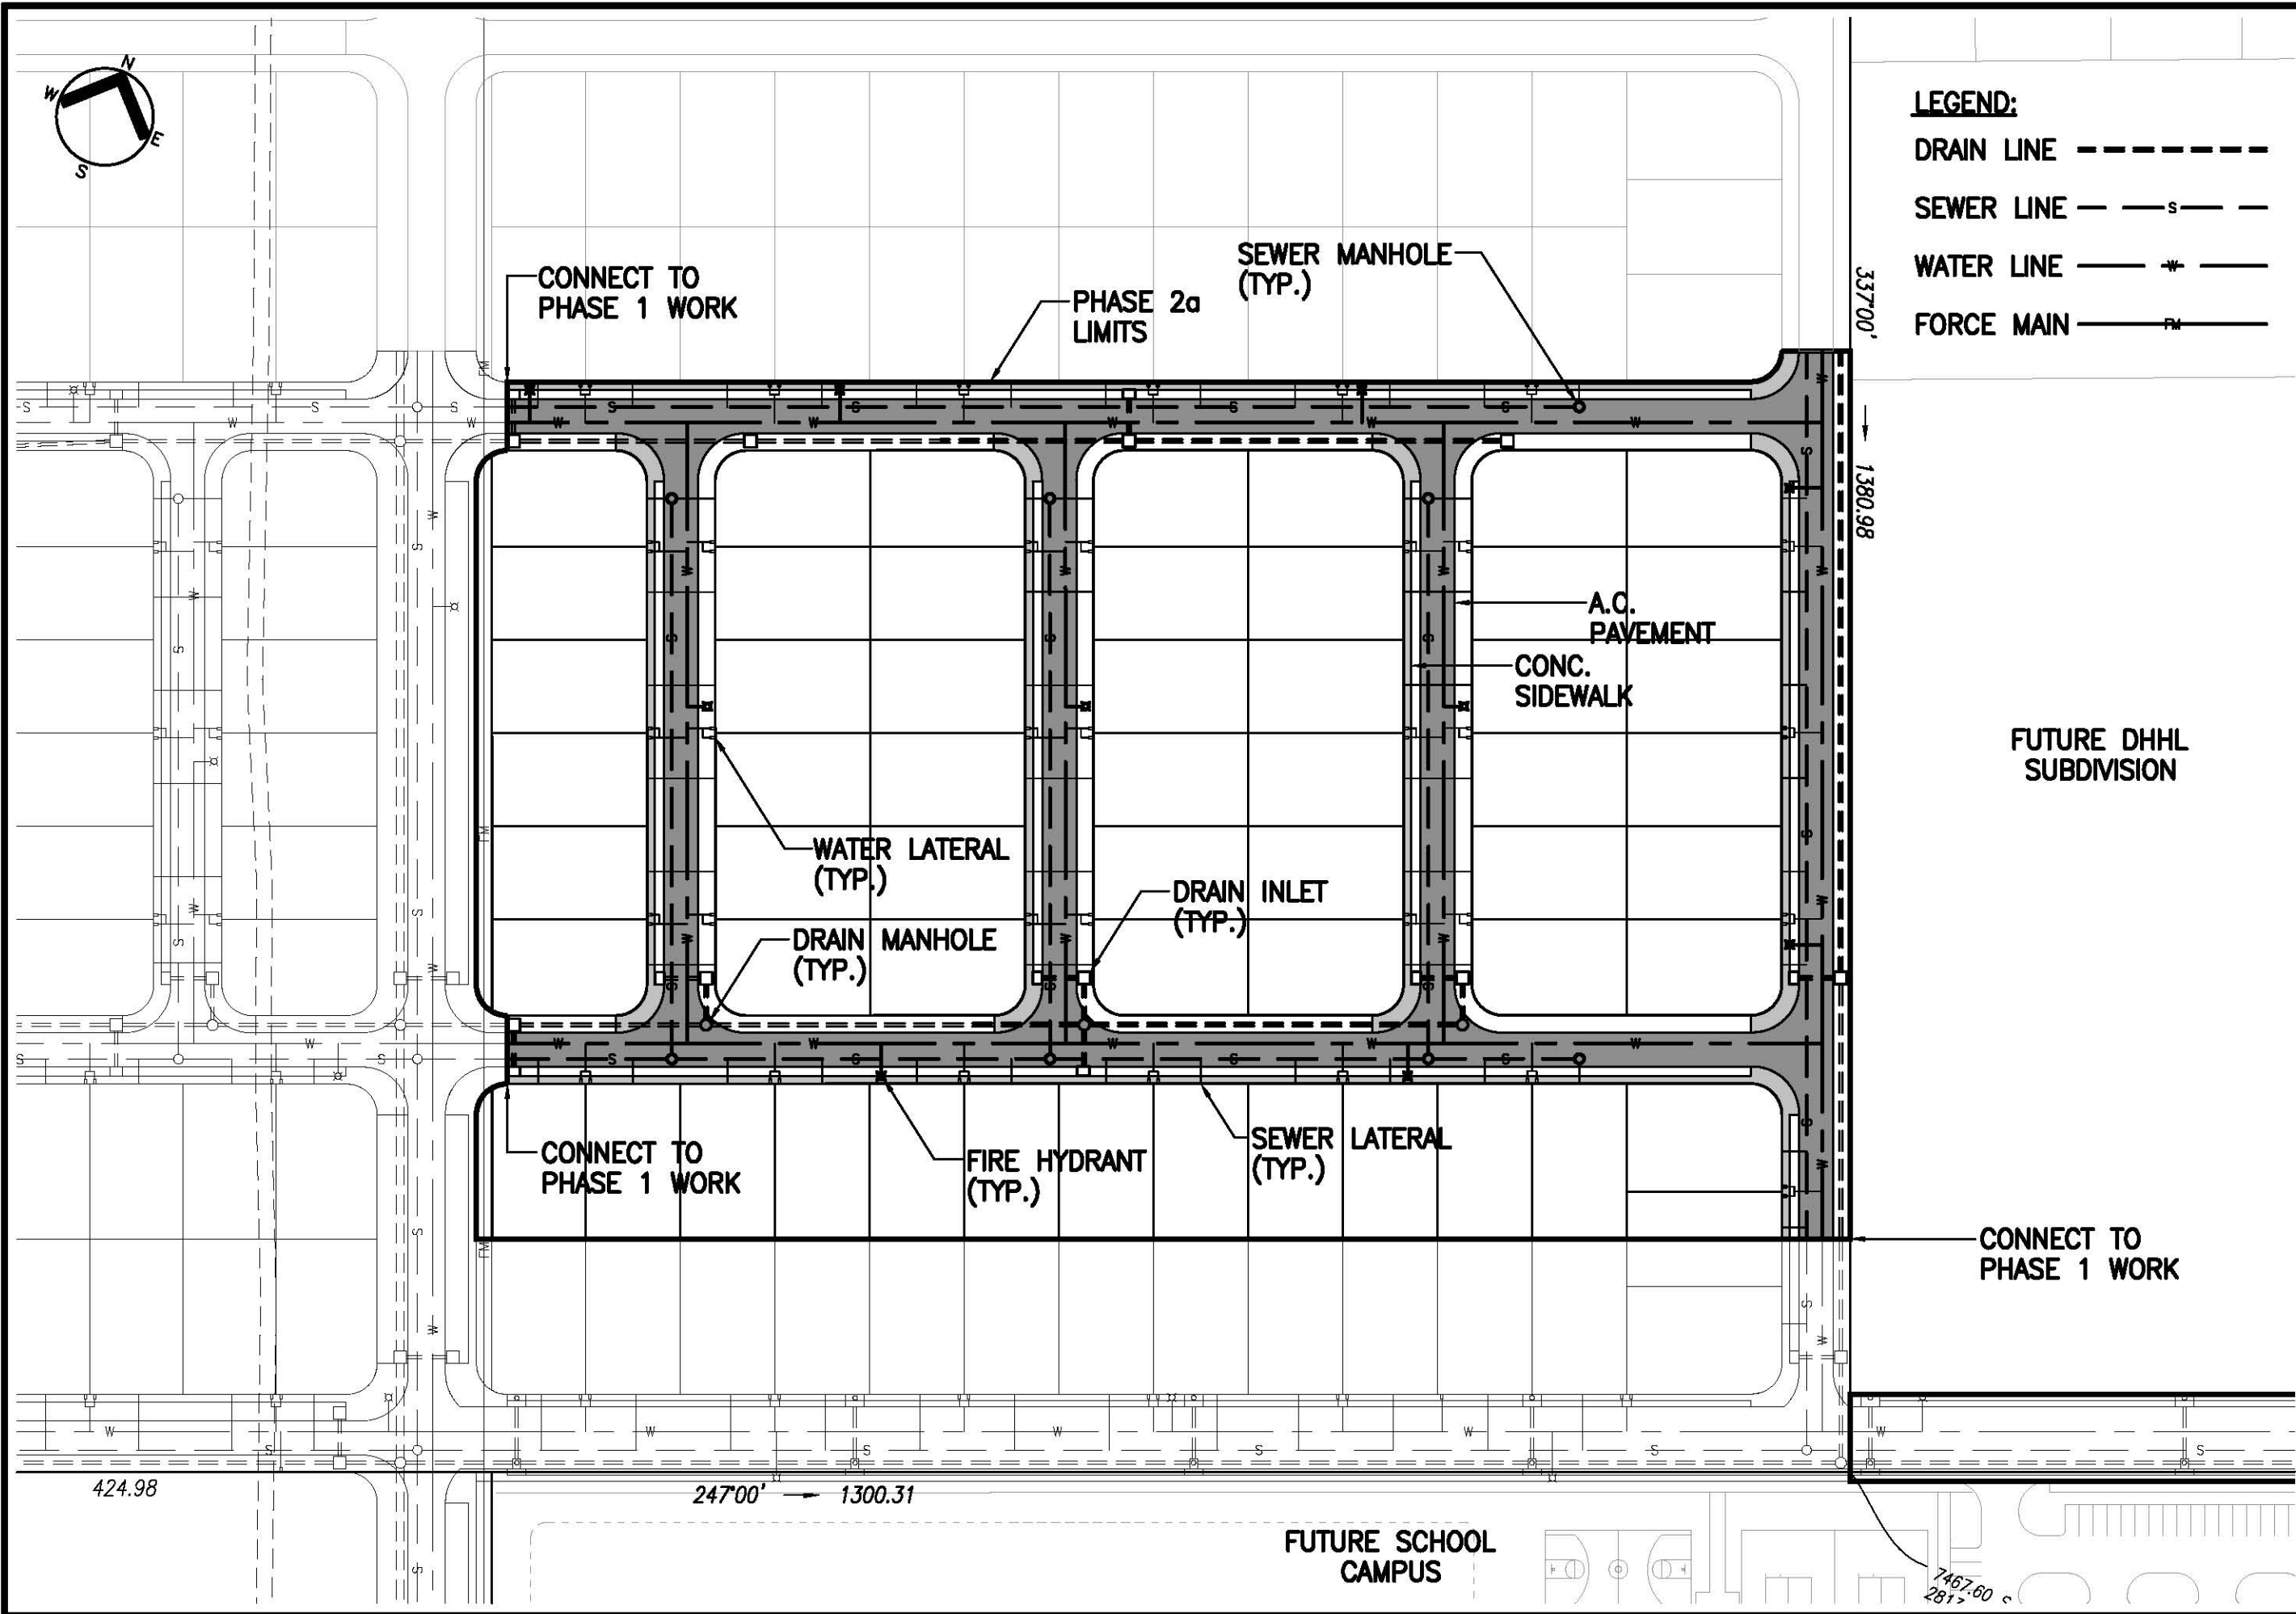 N
W
E
S
LEGEND:
DRAIN LINE
SEWER LINE S
WATER LINE W
FORCE MAIN FM
CONNECT TO
PHASE 1 WORK
PHASE 2a
LIMITS
SEWER MANHOLE
(TYP.)
337°00'
1380.98
A.C.
PAVEMENT
CONC.
SIDEWALK
FUTURE DHHL
SUBDIVISION
WATER LATERAL
(TYP.)
DRAIN INLET
(TYP.)
DRAIN MANHOLE
(TYP.)
CONNECT TO
PHASE 1 WORK
FIRE HYDRANT
(TYP.)
SEWER LATERAL
(TYP.)
CONNECT TO
PHASE 1 WORK
424.98
247°00' 1300.31
FUTURE SCHOOL
CAMPUS
7467.60 S